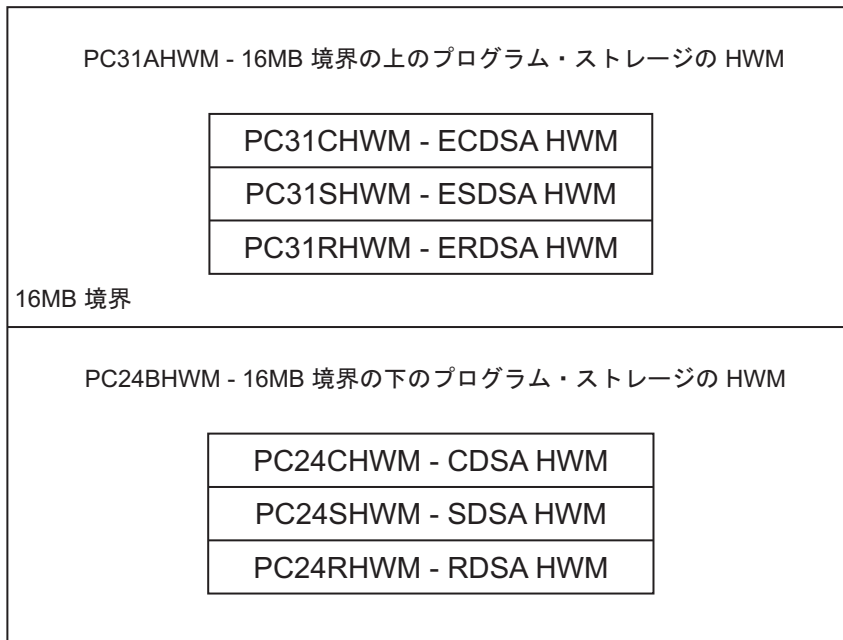 PC31AHWM - 16MB 境界の上のプログラム・ストレージの HWM
PC31CHWM - ECDSA HWM
PC31SHWM - ESDSA HWM
PC31RHWM - ERDSA HWM
16MB 境界
PC24BHWM - 16MB 境界の下のプログラム・ストレージの HWM
PC24CHWM - CDSA HWM
PC24SHWM - SDSA HWM
PC24RHWM - RDSA HWM